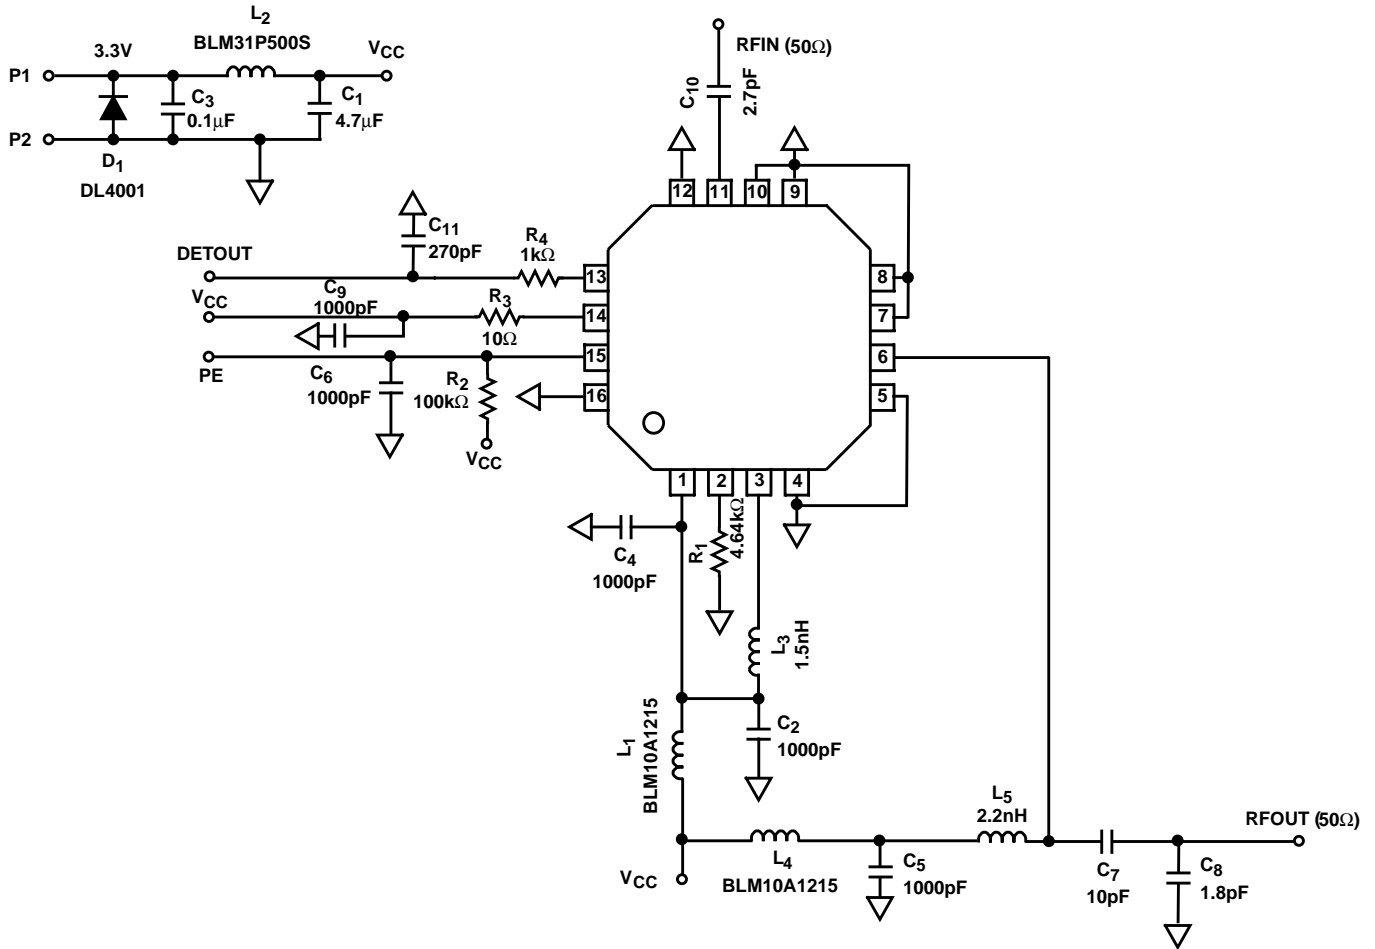 L2
BLM31P500S
3.3V
VCC
P1
C3
0.1μF
C1
4.7μF
P2
D1
DL4001
RFIN (50Ω)
C10
2.7pF
12
11
10
9
DETOUT
C11
270pF
R4
1kΩ
13
8
VCC
C9
1000pF
R3
10Ω
14
7
PE
C6
1000pF
R2
100kΩ
VCC
15
6
16
5
1
2
3
4
C4
1000pF
R1
4.64kΩ
L3
1.5nH
L1
BLM10A1215
C2
1000pF
L5
2.2nH
RFOUT (50Ω)
VCC
L4
BLM10A1215
C5
1000pF
C7
10pF
C8
1.8pF